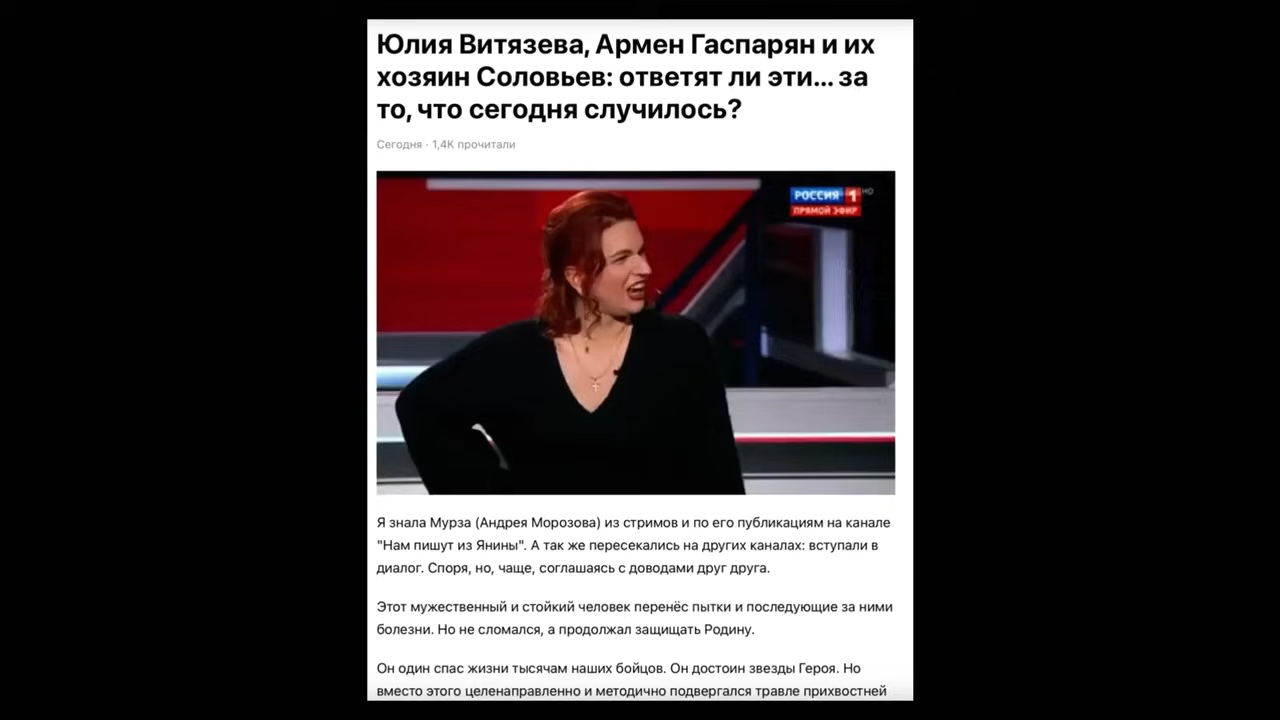 Юлия Витязева, Армен Гаспарян и их
хозяин Соловьев: ответят ли эти... за
то, что сегодня случилось?
Сегодня · 1,4K прочитали
РОССИЯ 1
НО
ПРЯМОЙ ЭФИР
Я знала Мурза (Андрея Морозова) из стримов и по его публикациям на канале
"Нам пишут из Янины". А так же пересекались на других каналах: вступали в
диалог. Споря, но, чаще, соглашаясь с доводами друг друга.
Этот мужественный и стойкий человек перенёс пытки и последующие за ними
болезни. Но не сломался, а продолжал защищать Родину.
Он один спас жизни тысячам наших бойцов. Он достоин звезды Героя. Но
вместо этого целенаправленно и методично подвергался травле прихвостней